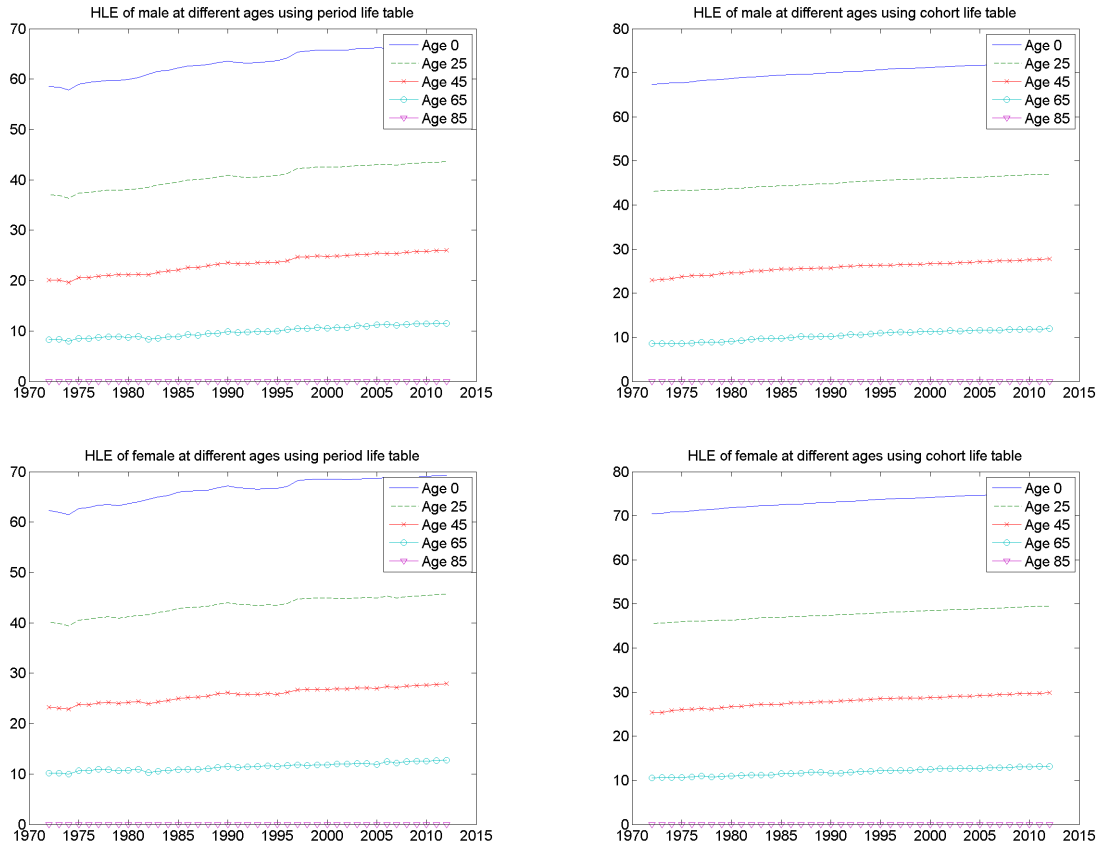 HLE of male at different ages using period life table
70
60
50
40
30
20
10
0
1970 1975 1980 1985 1990 1995 2000 2005 2010 2015
Age 0
Age 25
Age 45
Age 65
Age 85
HLE of male at different ages using cohort life table
80
70
60
50
40
30
20
10
0
1970 1975 1980 1985 1990 1995 2000 2005 2010 2015
Age 0
Age 25
Age 45
Age 65
Age 85
HLE of female at different ages using period life table
70
60
50
40
30
20
10
0
1970 1975 1980 1985 1990 1995 2000 2005 2010 2015
Age 0
Age 25
Age 45
Age 65
Age 85
HLE of female at different ages using cohort life table
80
70
60
50
40
30
20
10
0
1970 1975 1980 1985 1990 1995 2000 2005 2010 2015
Age 0
Age 25
Age 45
Age 65
Age 85